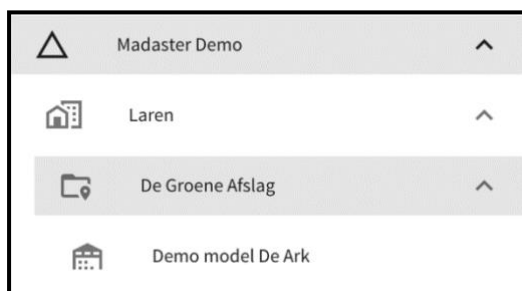 Madaster Demo
Laren
De Groene Afslag
Demo model De Ark